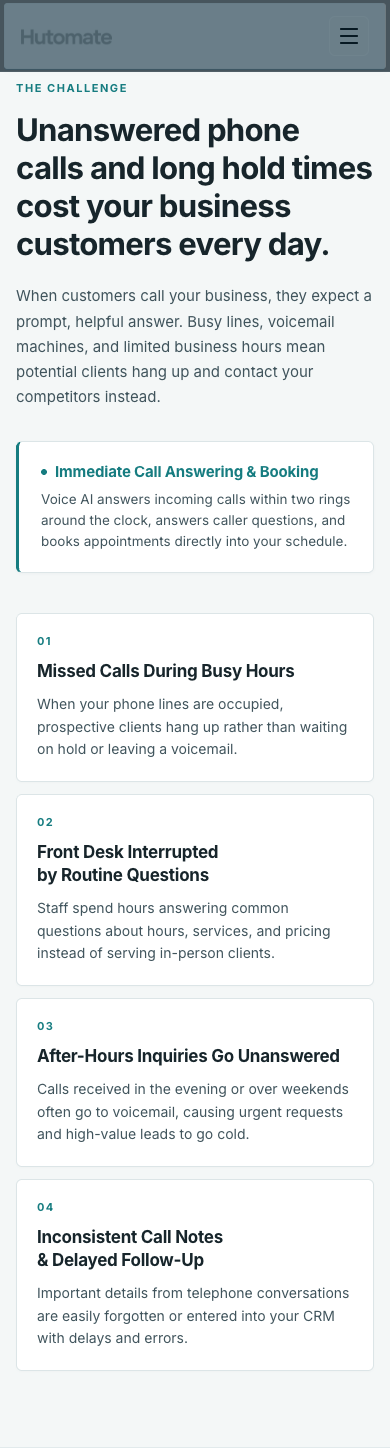 Hutomate
THE CHALLENGE
Unanswered phone
calls and long hold times
cost your business
customers every day.
When customers call your business, they expect a
prompt, helpful answer. Busy lines, voicemail
machines, and limited business hours mean
potential clients hang up and contact your
competitors instead.
Immediate Call Answering & Booking
Voice AI answers incoming calls within two rings
around the clock, answers caller questions, and
books appointments directly into your schedule.
01
Missed Calls During Busy Hours
When your phone lines are occupied,
prospective clients hang up rather than waiting
on hold or leaving a voicemail.
02
Front Desk Interrupted
by Routine Questions
Staff spend hours answering common
questions about hours, services, and pricing
instead of serving in-person clients.
03
After-Hours Inquiries Go Unanswered
Calls received in the evening or over weekends
often go to voicemail, causing urgent requests
and high-value leads to go cold.
04
Inconsistent Call Notes
& Delayed Follow-Up
Important details from telephone conversations
are easily forgotten or entered into your CRM
with delays and errors.